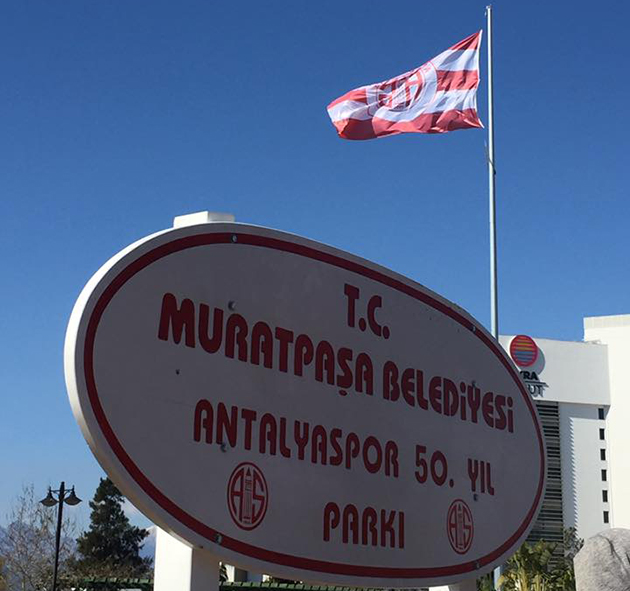 T.C.
MURATPAŞA BELEDİYESİ
ANTALYASPOR 50. YIL
PARKI